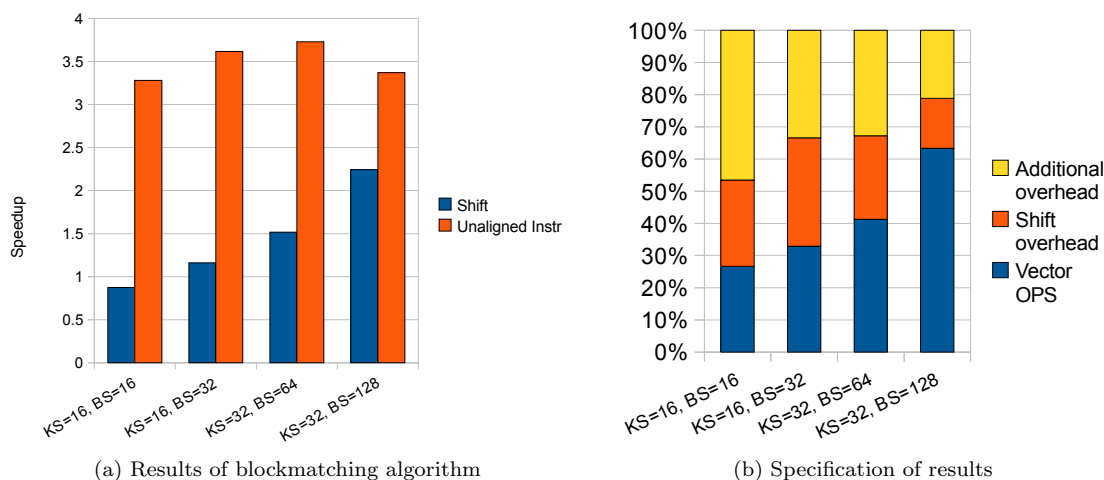 4
3.5
3
2.5
2
1.5
1
0.5
0
Speedup
KS=16, BS=16
KS=16, BS=32
KS=32, BS=64
KS=32, BS=128
Shift
Unaligned Instr
(a) Results of blockmatching algorithm
100%
90%
80%
70%
60%
50%
40%
30%
20%
10%
0%
KS=16, BS=16
KS=16, BS=32
KS=32, BS=64
KS=32, BS=128
Additional
overhead
Shift
overhead
Vector
OPS
(b) Specification of results